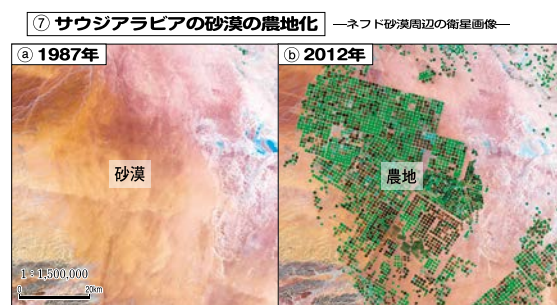 ⑦ サウジアラビアの砂漠の農地化 ―ネフド砂漠周辺の衛星画像―
ⓐ 1987年
ⓑ 2012年
砂漠
農地
1：1,500,000
0 20km